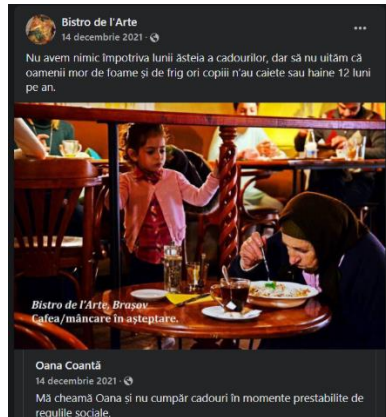 Bistro de l'Arte
14 decembrie 2021 ·
Nu avem nimic împotriva lunii ăsteia a cadourilor, dar să nu uităm că
oamenii mor de foame și de frig ori copiii n'au caiete sau haine 12 luni
pe an.
Bistro de l'Arte, Brașov
Cafea/mâncare în așteptare.
Oana Coantă
14 decembrie 2021 ·
Mă cheamă Oana și nu cumpăr cadouri în momente prestabilite de
regulile sociale.